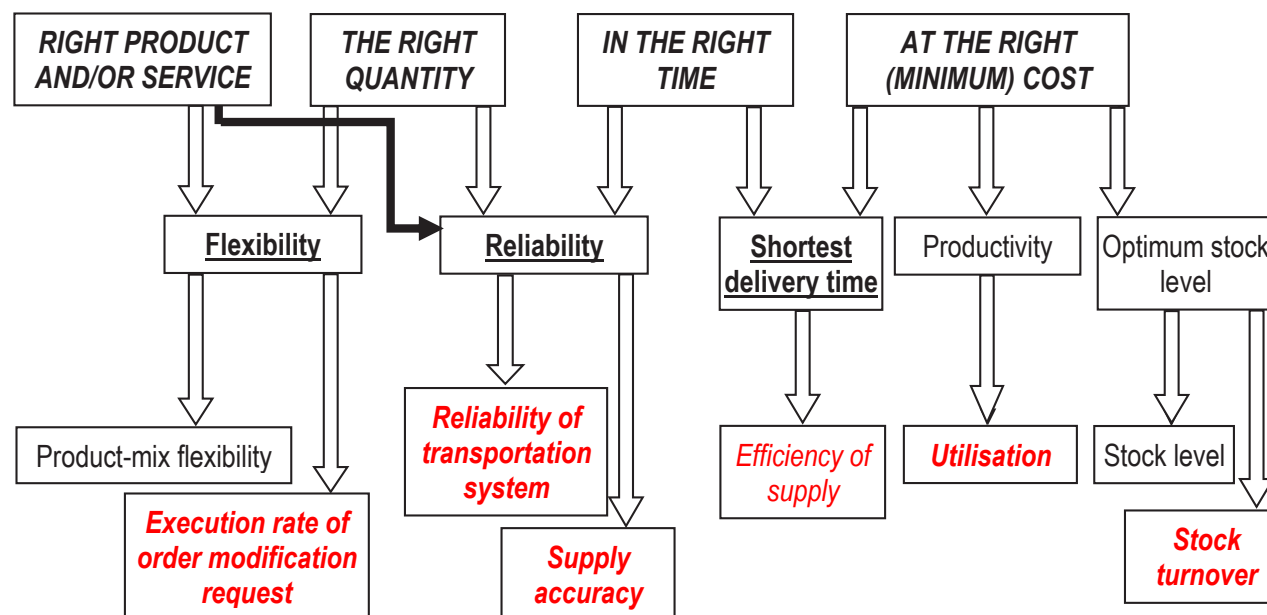 RIGHT PRODUCT
AND/OR SERVICE
THE RIGHT
QUANTITY
IN THE RIGHT
TIME
AT THE RIGHT
(MINIMUM) COST
Flexibility
Reliability
Shortest
delivery time
Productivity
Optimum stock
level
Product-mix flexibility
Reliability of
transportation
system
Efficiency of
supply
Utilisation
Stock level
Execution rate of
order modification
request
Supply
accuracy
Stock
turnover